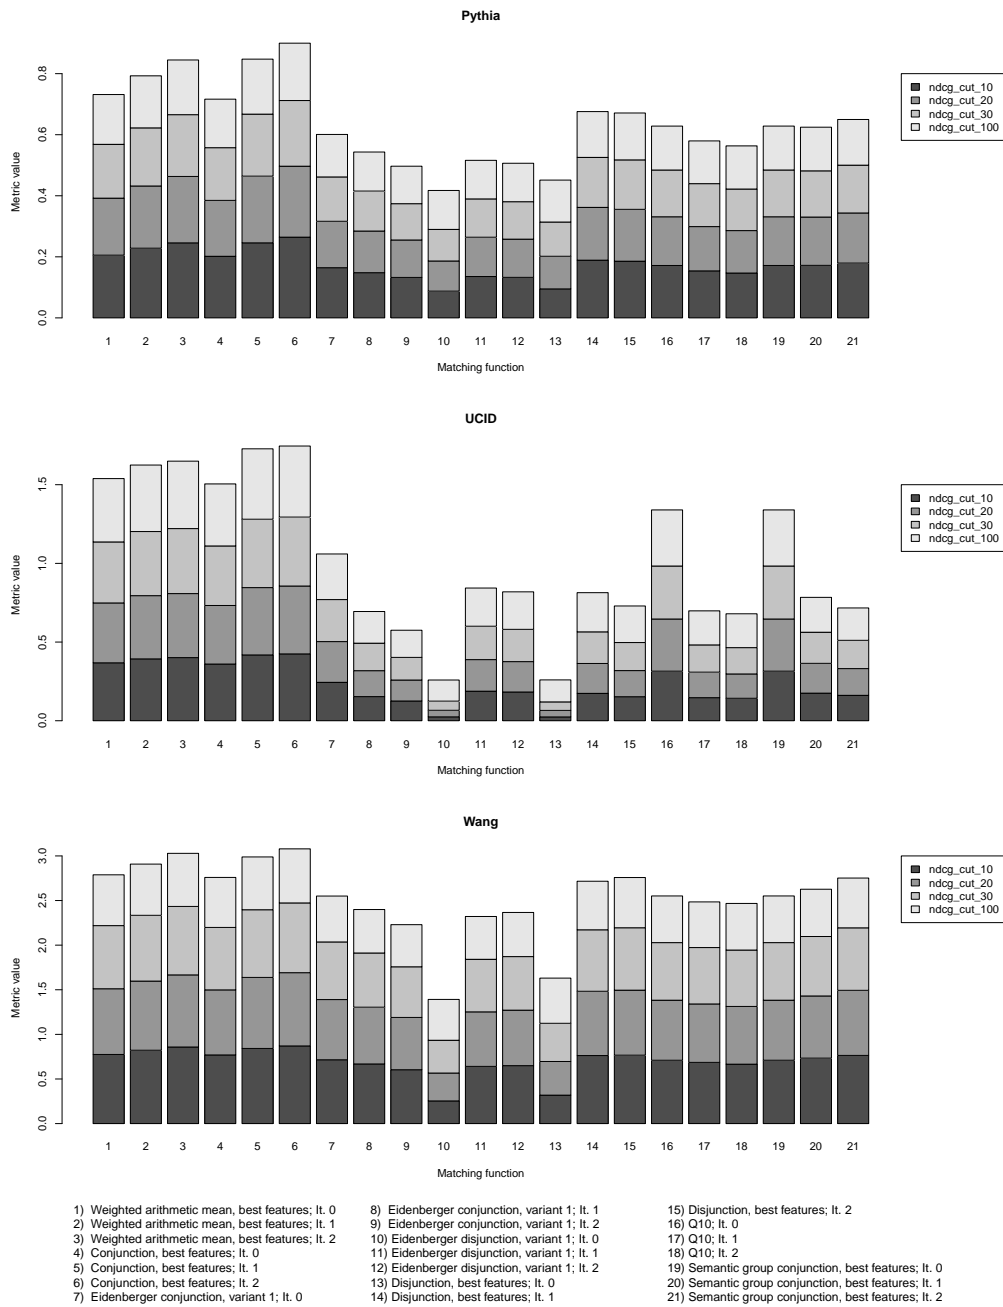 Pythia
0.8
0.6
0.4
0.2
0.0
Metric value
ndcg_cut_10
ndcg_cut_20
ndcg_cut_30
ndcg_cut_100
1 2 3 4 5 6 7 8 9 10 11 12 13 14 15 16 17 18 19 20 21
Matching function
UCID
1.5
1.0
0.5
0.0
Metric value
ndcg_cut_10
ndcg_cut_20
ndcg_cut_30
ndcg_cut_100
1 2 3 4 5 6 7 8 9 10 11 12 13 14 15 16 17 18 19 20 21
Matching function
Wang
3.0
2.5
2.0
1.5
1.0
0.5
0.0
Metric value
ndcg_cut_10
ndcg_cut_20
ndcg_cut_30
ndcg_cut_100
1 2 3 4 5 6 7 8 9 10 11 12 13 14 15 16 17 18 19 20 21
Matching function
1) Weighted arithmetic mean, best features; It. 0
2) Weighted arithmetic mean, best features; It. 1
3) Weighted arithmetic mean, best features; It. 2
4) Conjunction, best features; It. 0
5) Conjunction, best features; It. 1
6) Conjunction, best features; It. 2
7) Eidenberger conjunction, variant 1; It. 0
8) Eidenberger conjunction, variant 1; It. 1
9) Eidenberger conjunction, variant 1; It. 2
10) Eidenberger disjunction, variant 1; It. 0
11) Eidenberger disjunction, variant 1; It. 1
12) Eidenberger disjunction, variant 1; It. 2
13) Disjunction, best features; It. 0
14) Disjunction, best features; It. 1
15) Disjunction, best features; It. 2
16) Q10; It. 0
17) Q10; It. 1
18) Q10; It. 2
19) Semantic group conjunction, best features; It. 0
20) Semantic group conjunction, best features; It. 1
21) Semantic group conjunction, best features; It. 2